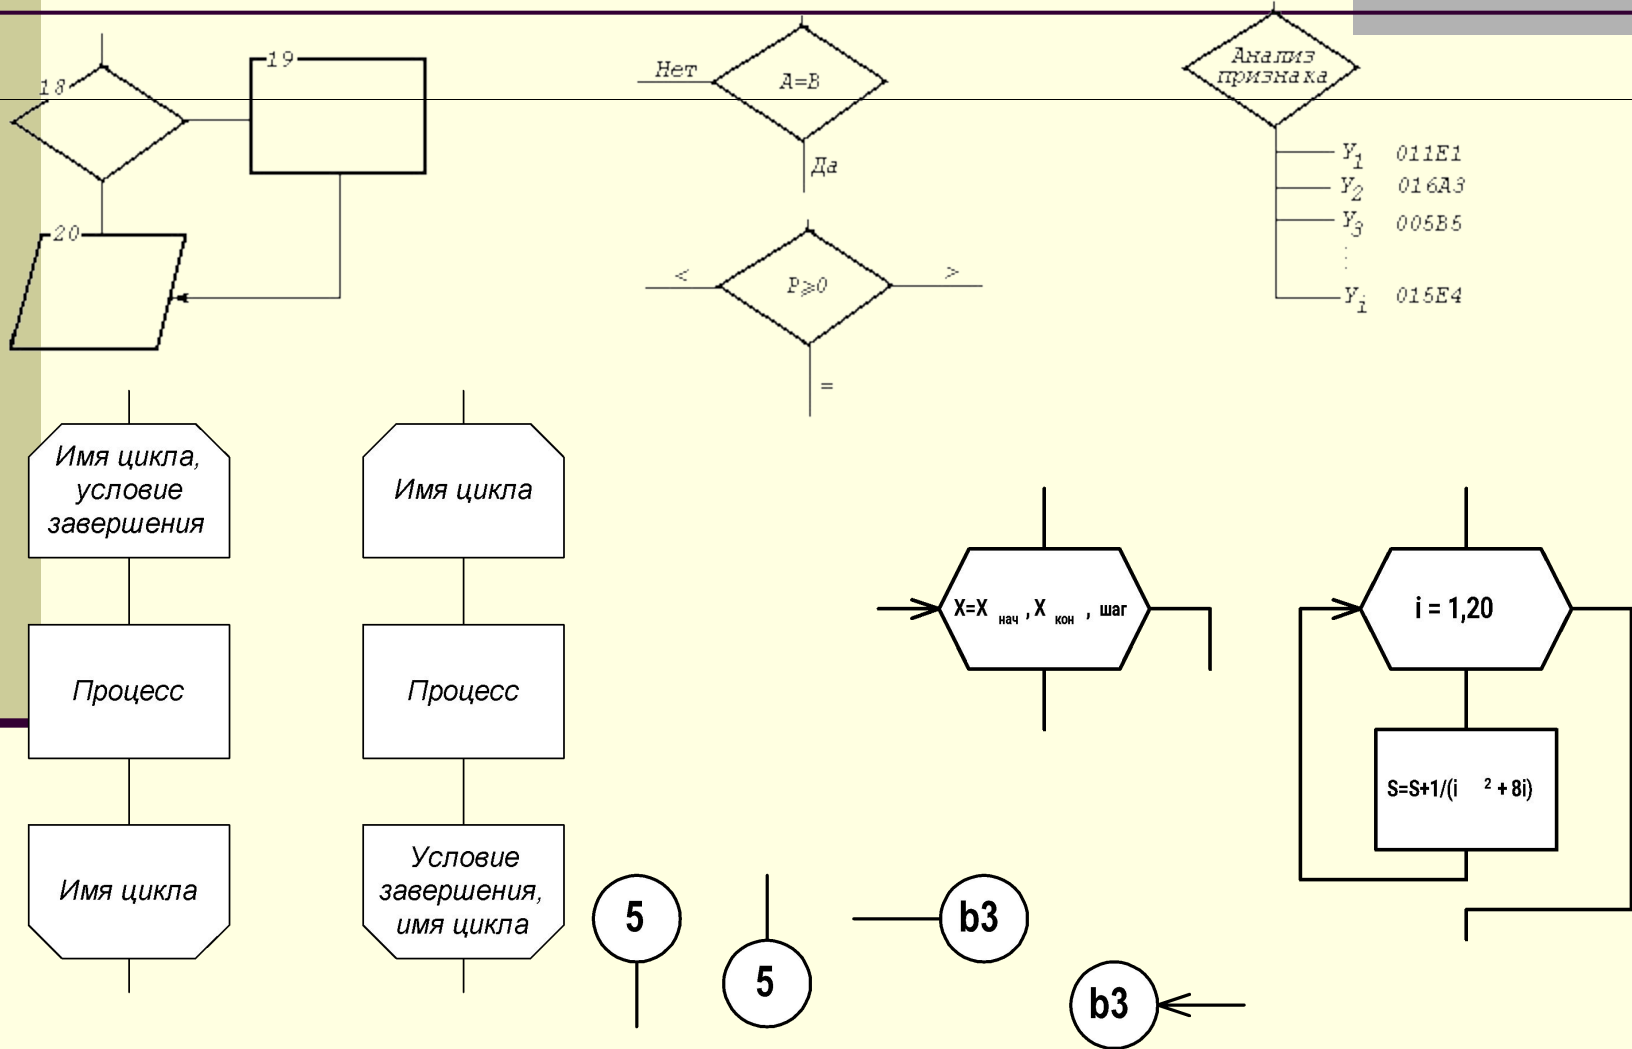 18
19
20
Нет
A=B
Да
<
P⩾0
>
=
Анализ
признака
Y1 011E1
Y2 016A3
Y3 005B5
Yi 015E4
Имя цикла,
условие
завершения
Процесс
Имя цикла
Имя цикла
Процесс
Условие
завершения,
имя цикла
X=X нач , X кон , шаг
i = 1,20
S=S+1/(i 2 + 8i)
5
5
b3
b3